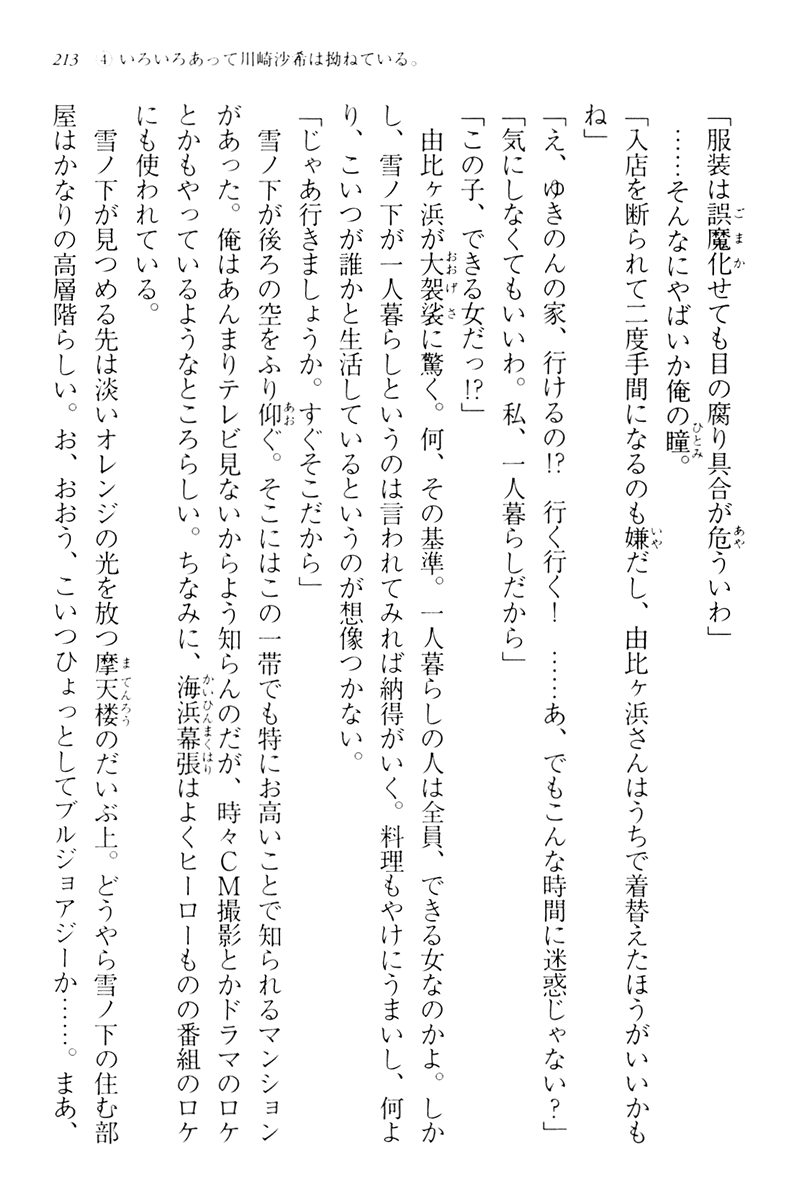 213　④ いろいろあって川崎沙希は拗ねている。
「服装は誤魔化せても目の腐り具合が危ういわ」
……そんなにやばいか俺の瞳。
「入店を断られて二度手間になるのも嫌だし、由比ヶ浜さんはうちで着替えたほうがいいかも
ね」
「え、ゆきのんの家、行けるの!?　行く行く！　……あ、でもこんな時間に迷惑じゃない？」
「気にしなくてもいいわ。私、一人暮らしだから」
「この子、できる女だっ!?」
由比ヶ浜が大袈裟に驚く。何、その基準。一人暮らしの人は全員、できる女なのかよ。しか
し、雪ノ下が一人暮らしというのは言われてみれば納得がいく。料理もやけにうまいし、何よ
り、こいつが誰かと生活しているというのが想像つかない。
「じゃあ行きましょうか。すぐそこだから」
雪ノ下が後ろの空をふり仰ぐ。そこにはこの一帯でも特にお高いことで知られるマンション
があった。俺はあんまりテレビ見ないからよう知らんのだが、時々ＣＭ撮影とかドラマのロケ
とかもやっているようなところらしい。ちなみに、海浜幕張はよくヒーローものの番組のロケ
にも使われている。
雪ノ下が見つめる先は淡いオレンジの光を放つ摩天楼のだいぶ上。どうやら雪ノ下の住む部
屋はかなりの高層階らしい。お、おおう、こいつひょっとしてブルジョアジーか……。まあ、